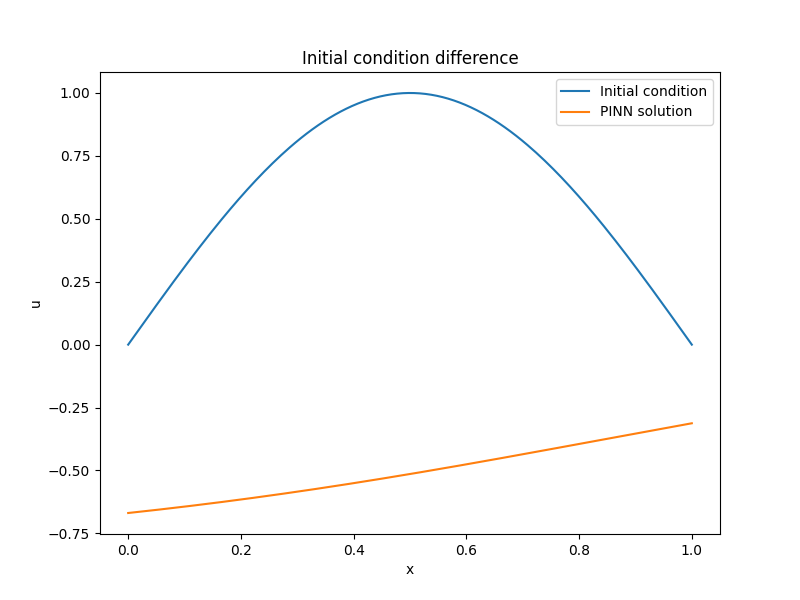 Initial condition difference
Initial condition
PINN solution
1.00
0.75
0.50
0.25
0.00
−0.25
−0.50
−0.75
u
0.0 0.2 0.4 0.6 0.8 1.0
x